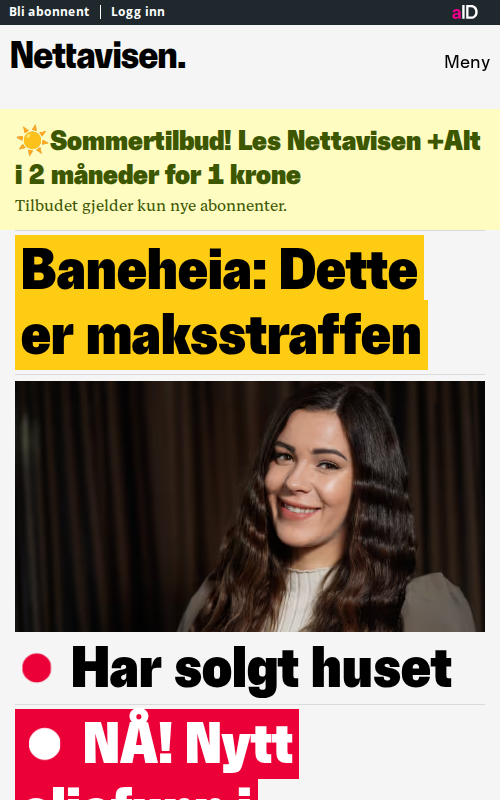 Bli abonnent | Logg inn
aID
Nettavisen.
Meny
☀️Sommertilbud! Les Nettavisen +Alt
i 2 måneder for 1 krone
Tilbudet gjelder kun nye abonnenter.
Baneheia: Dette
er maksstraffen
Har solgt huset
NÅ! Nytt